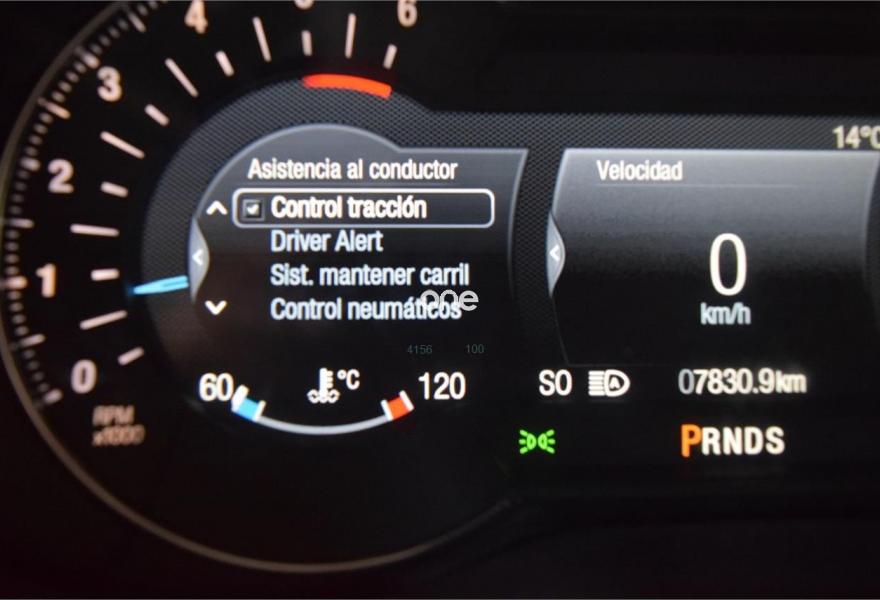 4
5
6
3
2
1
0
RPM
x1000
14°C
Asistencia al conductor
Control tracción
Driver Alert
Sist. mantener carril
Control neumáticos
one
4156 100
60 °C 120
Velocidad
0
km/h
SO A 07830.9km
PRNDS